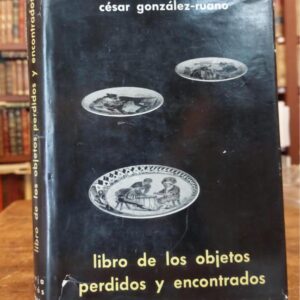 césar gonzález-ruano
libro de los objetos
perdidos y encontrados
libro de los objetos perdidos y encontrados